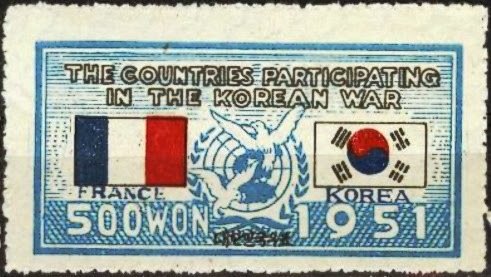 THE COUNTRIES PARTICIPATING
IN THE KOREAN WAR
FRANCE
KOREA
500WON
1951